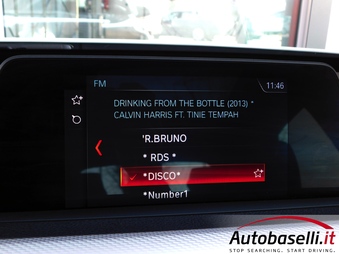 FM
11:46
DRINKING FROM THE BOTTLE (2013) *
CALVIN HARRIS FT. TINIE TEMPAH
'R.BRUNO
* RDS *
*DISCO*
*Number1
Autobaselli.it
STOP SEARCHING. START DRIVING.